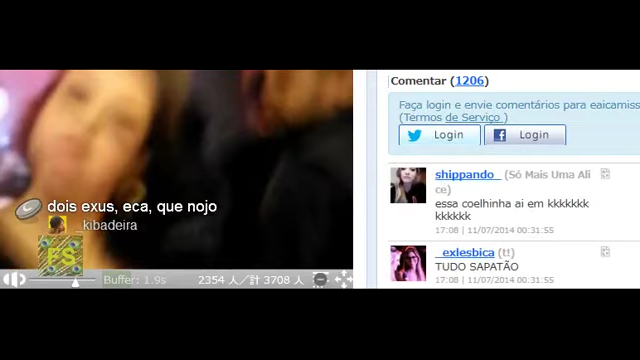 dois exus, eca, que nojo
_kibadeira
FS
Buffer: 1.9s
2354 人／計 3708 人
Comentar (1206)
Faça login e envie comentários para eaicamiss
(Termos de Serviço )
Login
f Login
shippando_ (Só Mais Uma Ali
ce)
essa coelhinha ai em kkkkkkk
kkkkkk
17:08 | 11/07/2014 00:31:55
_exlesbica (t!)
TUDO SAPATÃO
17:08 | 11/07/2014 00:31:55